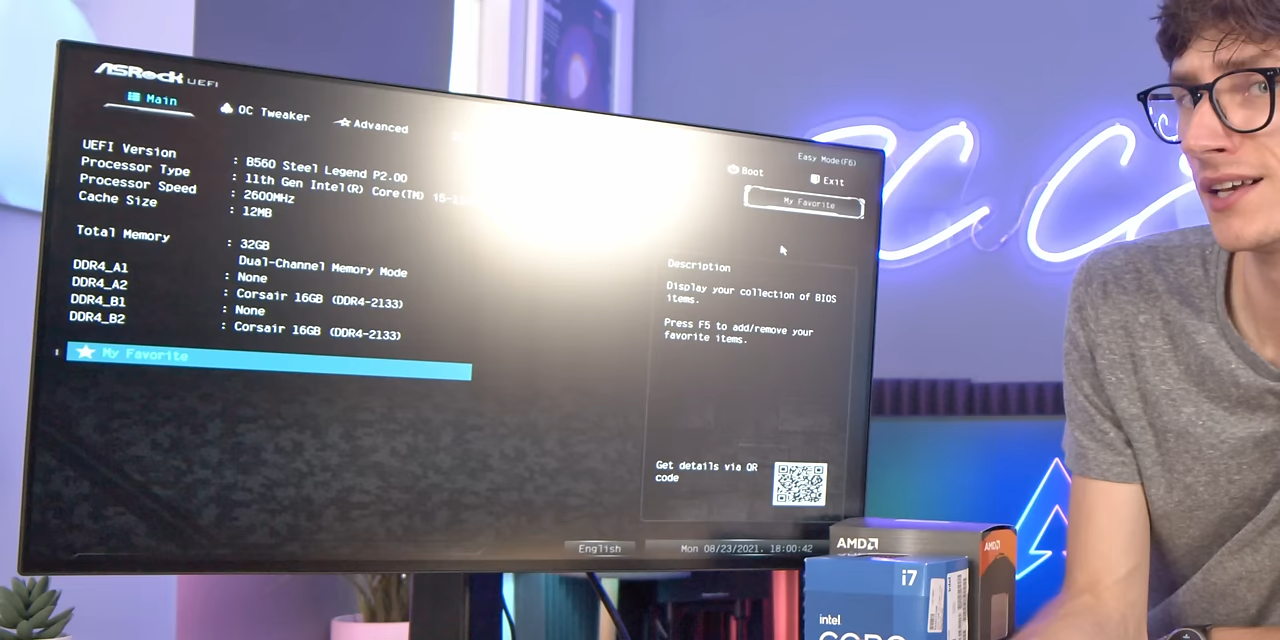 ASRock UEFI
Main
OC Tweaker
Advanced
Boot
Exit
Easy Mode(F6)
My Favorite
UEFI Version : B560 Steel Legend P2.00
Processor Type : 11th Gen Intel(R) Core(TM) i5-11
Processor Speed : 2600MHz
Cache Size : 12MB
Total Memory : 32GB
Dual-Channel Memory Mode
DDR4_A1 : None
DDR4_A2 : Corsair 16GB (DDR4-2133)
DDR4_B1 : None
DDR4_B2 : Corsair 16GB (DDR4-2133)
My Favorite
Description
Display your collection of BIOS
items.
Press F5 to add/remove your
favorite items.
Get details via QR
code
English
Mon 08/23/2021. 18:00:42
AMD
AMD
i7
intel
CORE